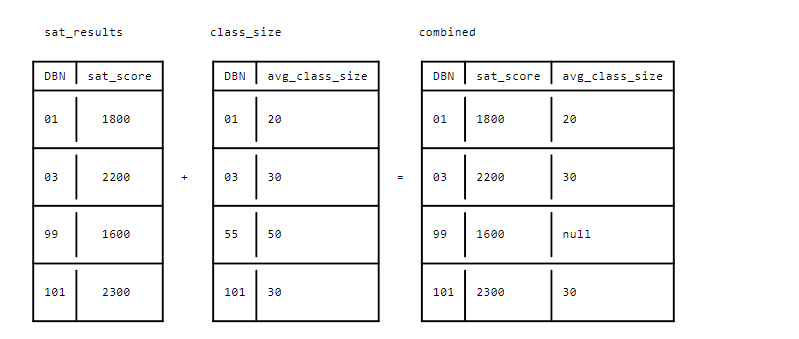 sat_results class_size combined
DBN sat_score DBN avg_class_size DBN sat_score avg_class_size
01 1800 01 20 01 1800 20
03 2200 + 03 30 = 03 2200 30
99 1600 55 50 99 1600 null
101 2300 101 30 101 2300 30